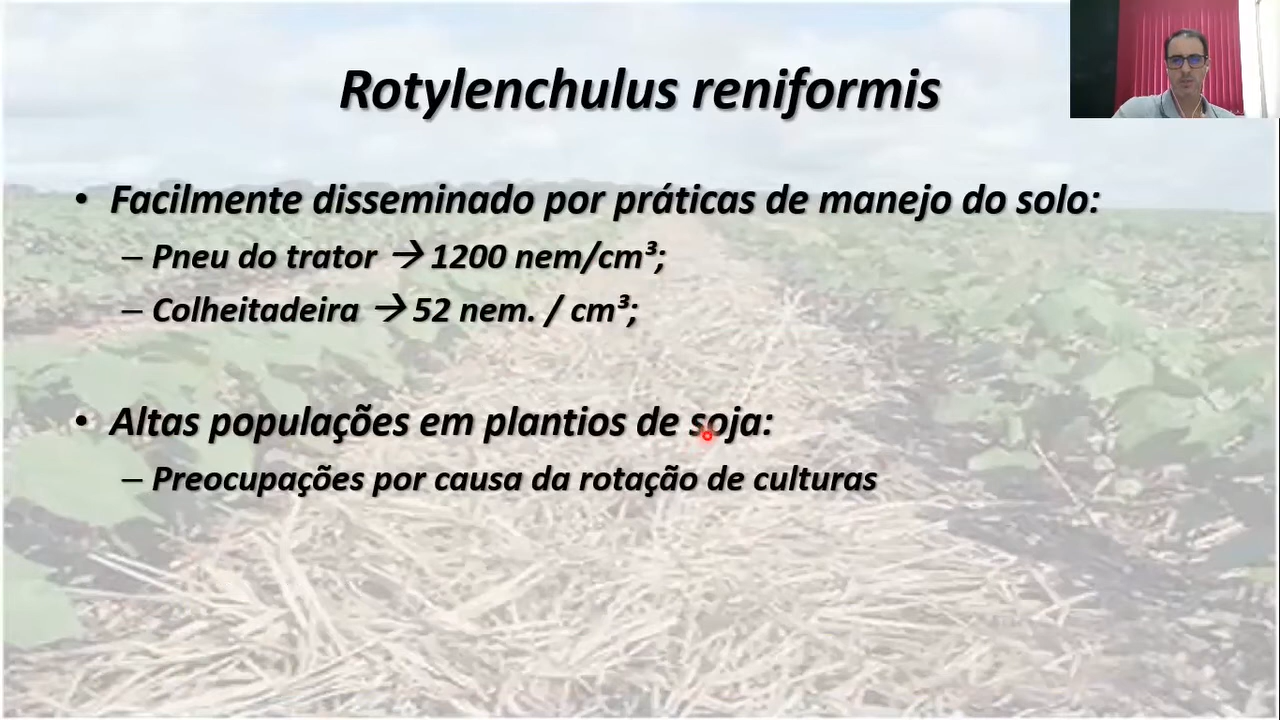 Rotylenchulus reniformis
• Facilmente disseminado por práticas de manejo do solo:
– Pneu do trator → 1200 nem/cm³;
– Colheitadeira → 52 nem. / cm³;
• Altas populações em plantios de soja:
– Preocupações por causa da rotação de culturas